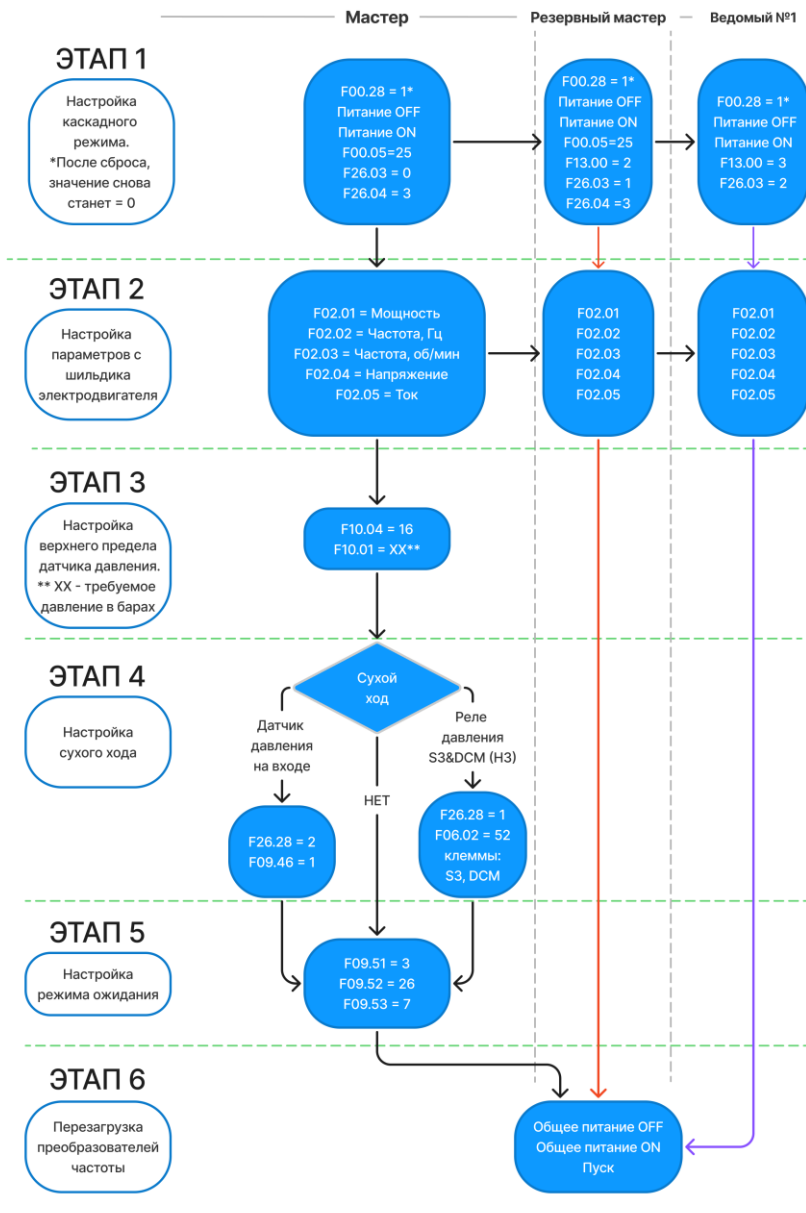 Мастер
Резервный мастер
Ведомый №1
ЭТАП 1
Настройка
каскадного
режима.
*После сброса,
значение снова
станет = 0
F00.28 = 1*
Питание OFF
Питание ON
F00.05=25
F26.03 = 0
F26.04 = 3
F00.28 = 1*
Питание OFF
Питание ON
F00.05=25
F13.00 = 2
F26.03 = 1
F26.04 =3
F00.28 = 1*
Питание OFF
Питание ON
F13.00 = 3
F26.03 = 2
ЭТАП 2
Настройка
параметров с
шильдика
электродвигателя
F02.01 = Мощность
F02.02 = Частота, Гц
F02.03 = Частота, об/мин
F02.04 = Напряжение
F02.05 = Ток
F02.01
F02.02
F02.03
F02.04
F02.05
F02.01
F02.02
F02.03
F02.04
F02.05
ЭТАП 3
Настройка
верхнего предела
датчика давления.
** XX - требуемое
давление в барах
F10.04 = 16
F10.01 = XX**
ЭТАП 4
Настройка
сухого хода
Сухой
ход
Датчик
давления
на входе
НЕТ
Реле
давления
S3&DCM (НЗ)
F26.28 = 2
F09.46 = 1
F26.28 = 1
F06.02 = 52
клеммы:
S3, DCM
ЭТАП 5
Настройка
режима ожидания
F09.51 = 3
F09.52 = 26
F09.53 = 7
ЭТАП 6
Перезагрузка
преобразователей
частоты
Общее питание OFF
Общее питание ON
Пуск